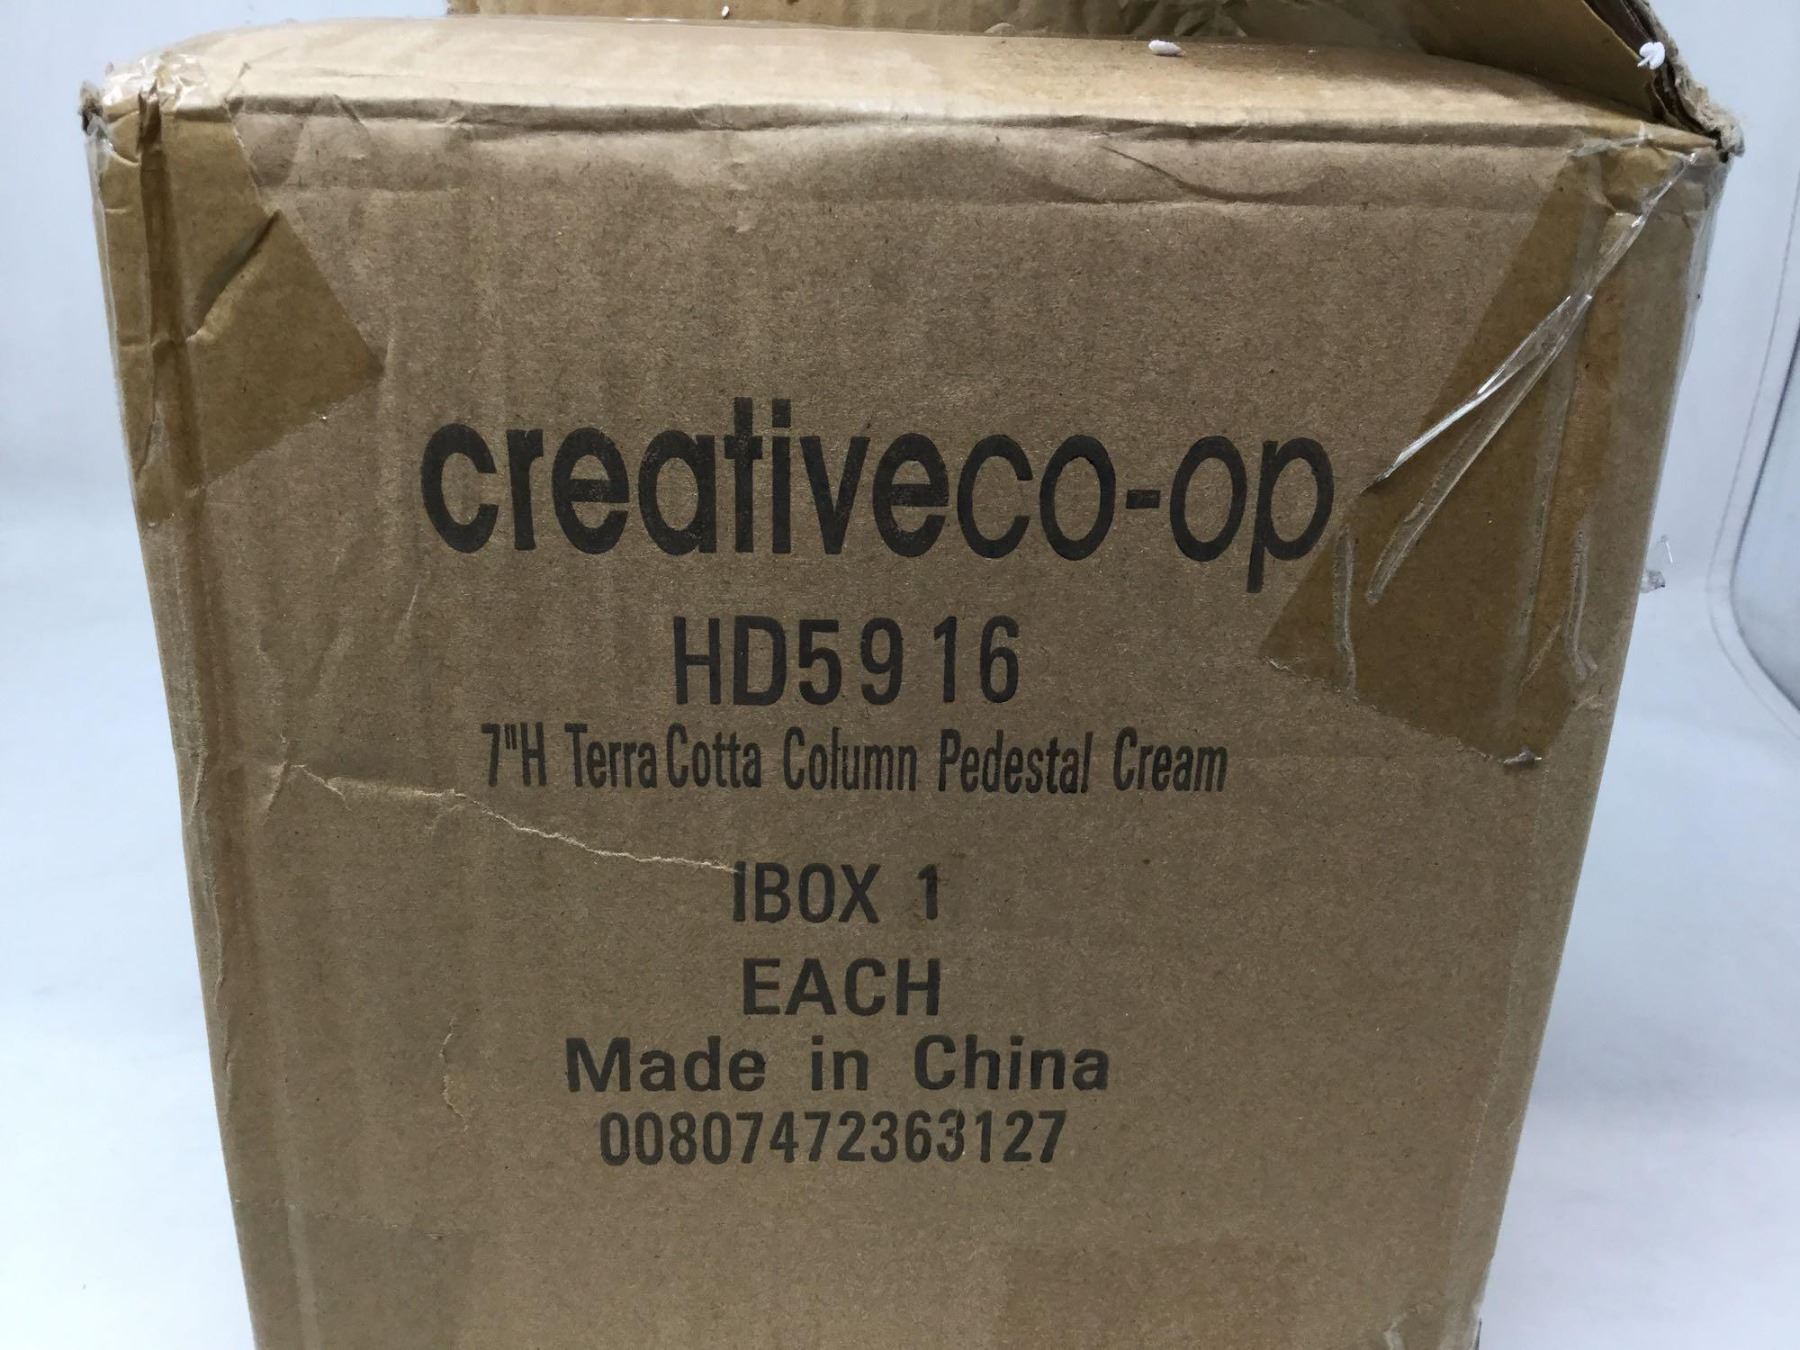 creativeco-op
HD5916
7"H Terra Cotta Column Pedestal Cream
IBOX 1
EACH
Made in China
00807472363127